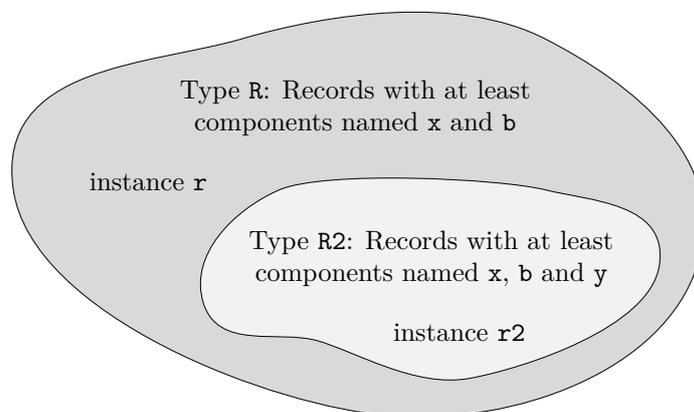 Type R: Records with at least
components named x and b
instance r
Type R2: Records with at least
components named x, b and y
instance r2